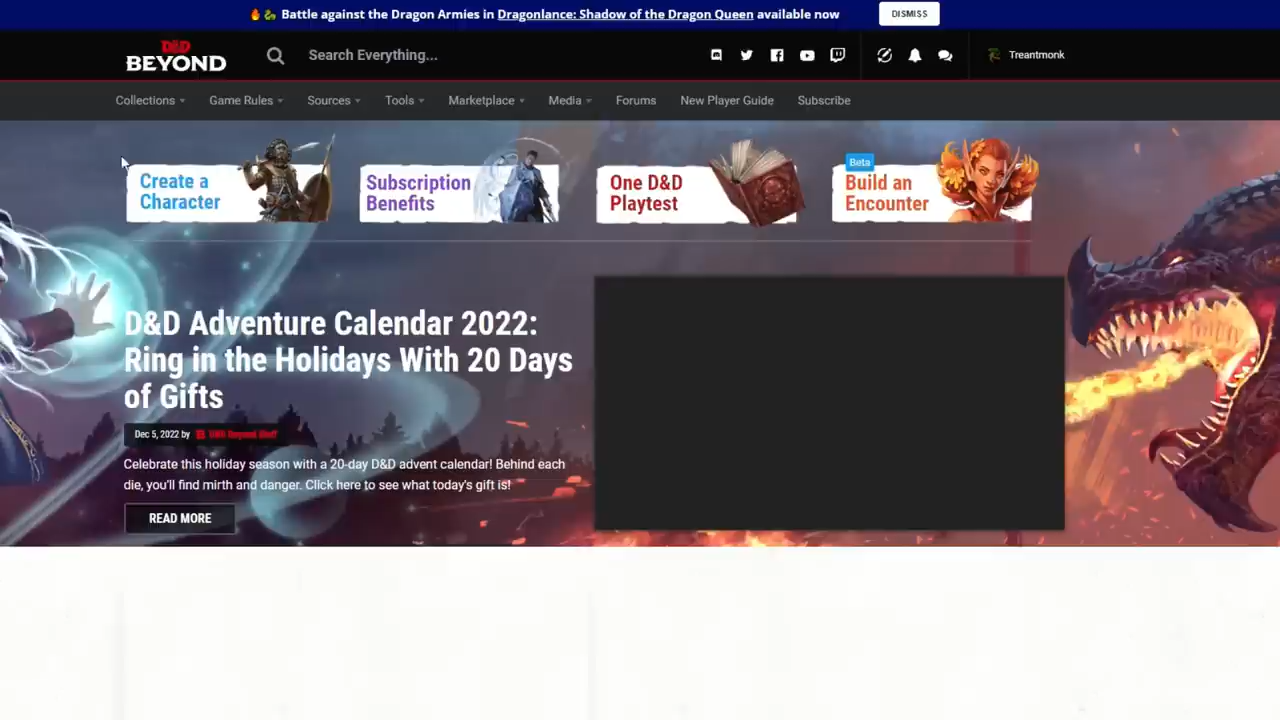 🔥🐉 Battle against the Dragon Armies in Dragonlance: Shadow of the Dragon Queen available now
DISMISS
D&D
BEYOND
Search Everything...
Treantmonk
Collections
Game Rules
Sources
Tools
Marketplace
Media
Forums
New Player Guide
Subscribe
Create a
Character
Subscription
Benefits
One D&D
Playtest
Beta
Build an
Encounter
D&D Adventure Calendar 2022:
Ring in the Holidays With 20 Days
of Gifts
Dec 5, 2022 by D&D Beyond Staff
Celebrate this holiday season with a 20-day D&D advent calendar! Behind each
die, you'll find mirth and danger. Click here to see what today's gift is!
READ MORE